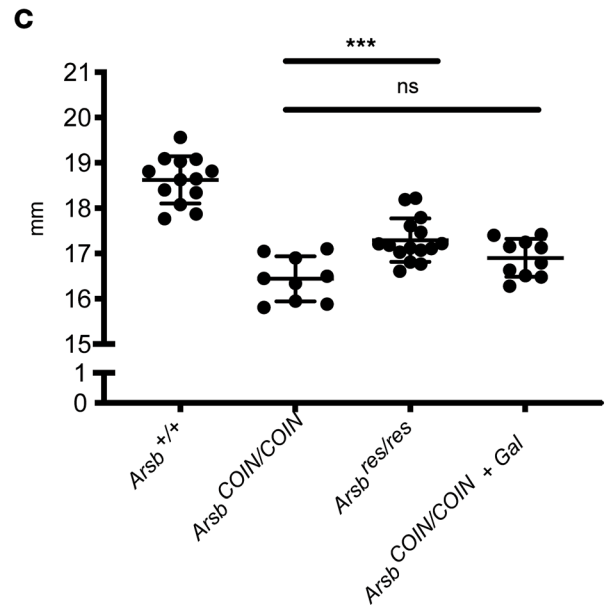 c
***
ns
21
20
19
18
17
16
15
1
0
mm
Arsb +/+
Arsb COIN/COIN
Arsb res/res
Arsb COIN/COIN + Gal